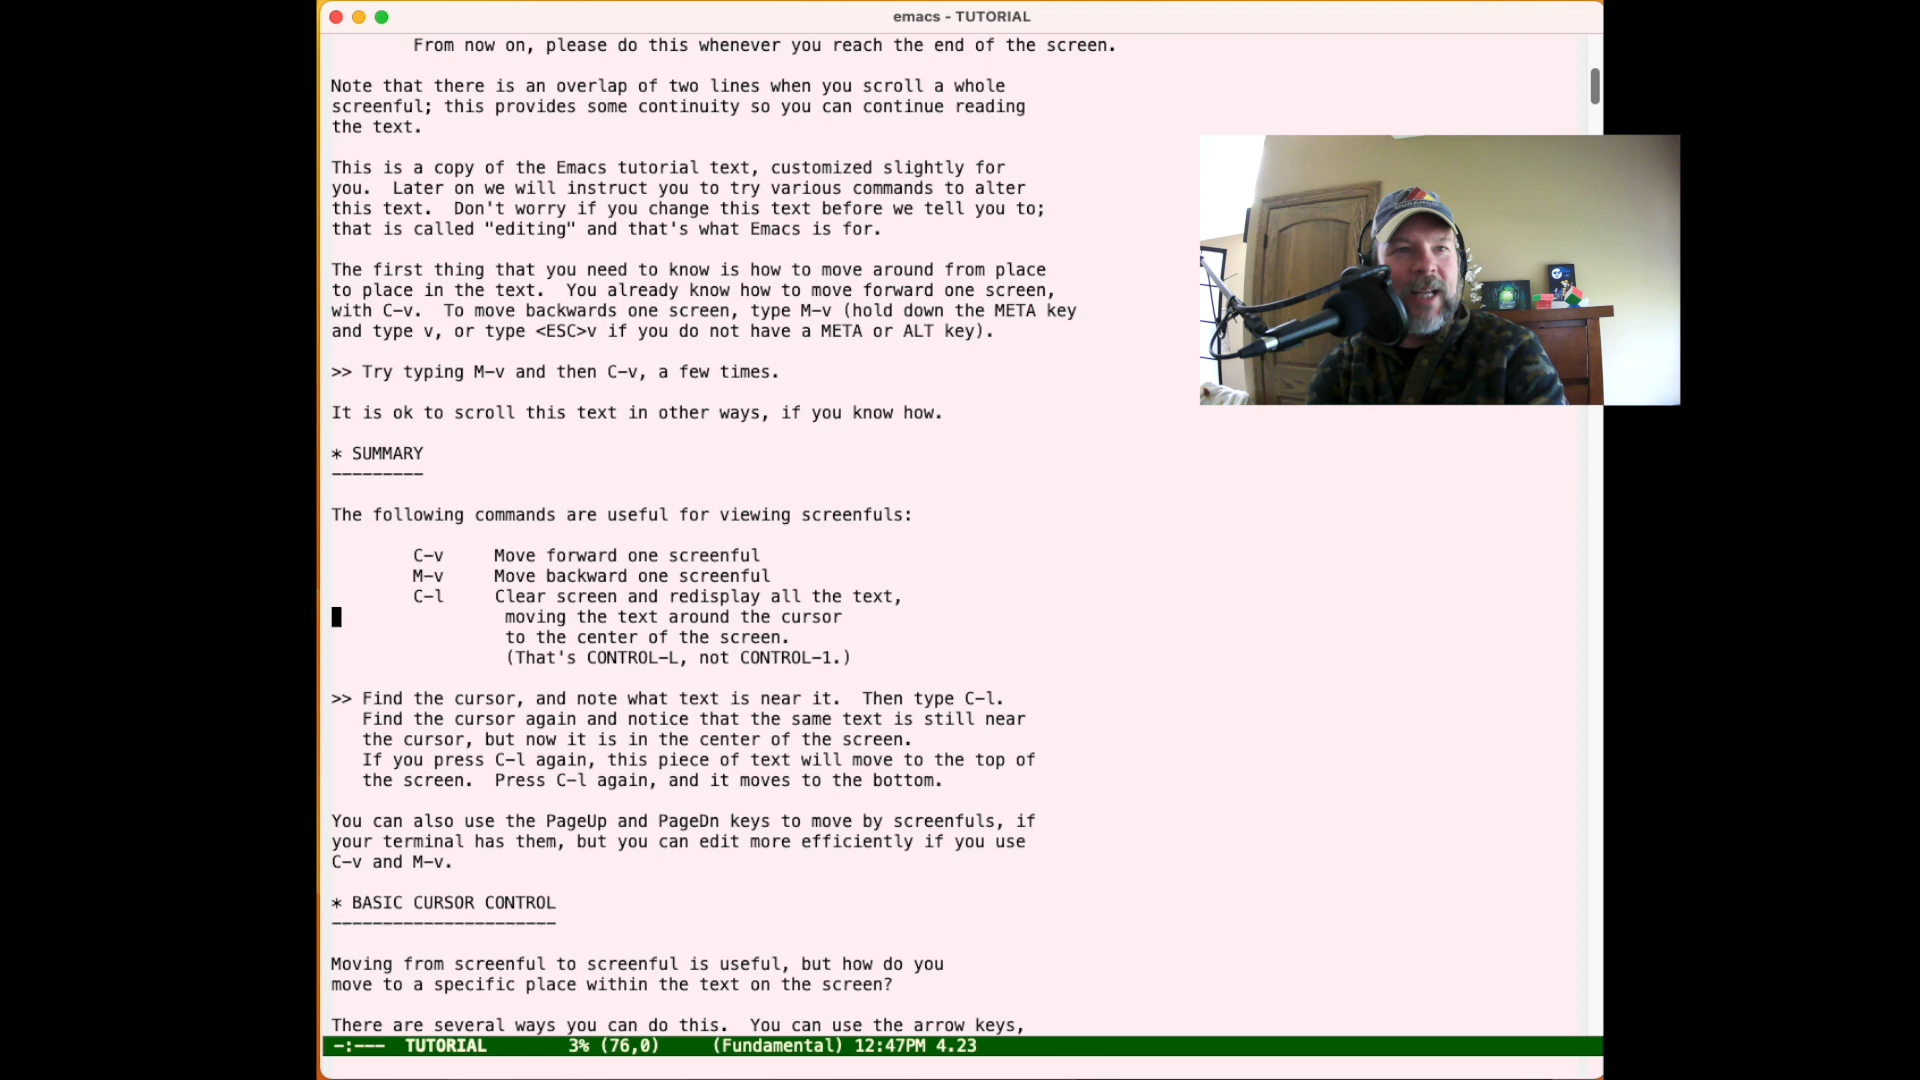 emacs - TUTORIAL
From now on, please do this whenever you reach the end of the screen.
Note that there is an overlap of two lines when you scroll a whole
screenful; this provides some continuity so you can continue reading
the text.
This is a copy of the Emacs tutorial text, customized slightly for
you.  Later on we will instruct you to try various commands to alter
this text.  Don't worry if you change this text before we tell you to;
that is called "editing" and that's what Emacs is for.
The first thing that you need to know is how to move around from place
to place in the text.  You already know how to move forward one screen,
with C-v.  To move backwards one screen, type M-v (hold down the META key
and type v, or type <ESC>v if you do not have a META or ALT key).
>> Try typing M-v and then C-v, a few times.
It is ok to scroll this text in other ways, if you know how.
* SUMMARY
---------
The following commands are useful for viewing screenfuls:
C-v     Move forward one screenful
M-v     Move backward one screenful
C-l     Clear screen and redisplay all the text,
moving the text around the cursor
to the center of the screen.
(That's CONTROL-L, not CONTROL-1.)
>> Find the cursor, and note what text is near it.  Then type C-l.
Find the cursor again and notice that the same text is still near
the cursor, but now it is in the center of the screen.
If you press C-l again, this piece of text will move to the top of
the screen.  Press C-l again, and it moves to the bottom.
You can also use the PageUp and PageDn keys to move by screenfuls, if
your terminal has them, but you can edit more efficiently if you use
C-v and M-v.
* BASIC CURSOR CONTROL
----------------------
Moving from screenful to screenful is useful, but how do you
move to a specific place within the text on the screen?
There are several ways you can do this.  You can use the arrow keys,
-:---  TUTORIAL        3% (76,0)     (Fundamental) 12:47PM 4.23